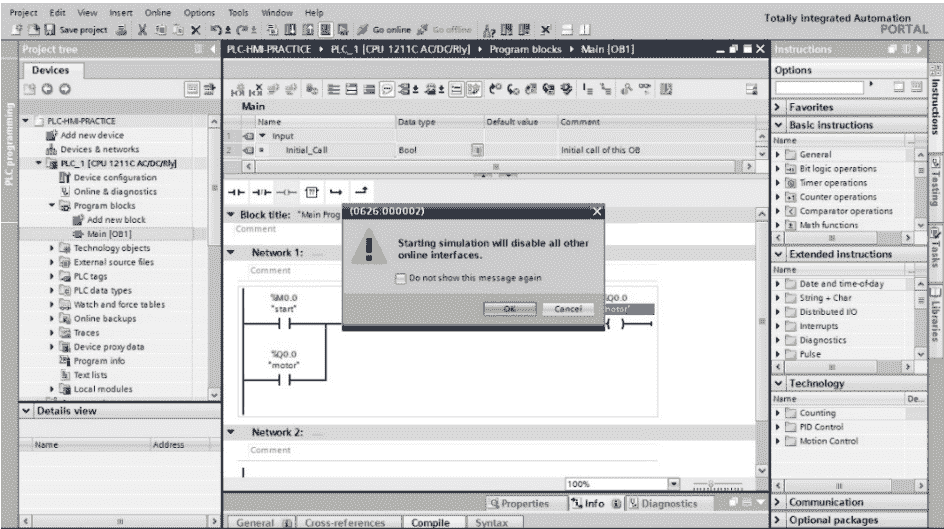 Project Edit View Insert Online Options Tools Window Help
Totally Integrated Automation
PORTAL
Save project
Go online
Go offline
Project tree
PLC-HMI-PRACTICE PLC_1 [CPU 1211C AC/DC/Rly] Program blocks Main [OB1]
Instructions
Devices
Options
PLC programming
Main
Name Data type Default value Comment
1 Input
2 Initial_Call Bool Initial call of this OB
PLC-HMI-PRACTICE
Add new device
Devices & networks
PLC_1 [CPU 1211C AC/DC/Rly]
Device configuration
Online & diagnostics
Program blocks
Add new block
Main [OB1]
Technology objects
External source files
PLC tags
PLC data types
Watch and force tables
Online backups
Traces
Device proxy data
Program info
Text lists
Local modules
Details view
Name Address
Block title: "Main Prog
Comment
Network 1:
Comment
%M0.0
"start"
%Q0.0
"motor"
Q0.0
motor"
Network 2:
Comment
100%
(0626:000002)
Starting simulation will disable all other
online interfaces.
Do not show this message again
OK Cancel
Favorites
Basic instructions
Name
General
Bit logic operations
Timer operations
Counter operations
Comparator operations
Math functions
Extended instructions
Name
Date and time-of-day
String + Char
Distributed I/O
Interrupts
Diagnostics
Pulse
Technology
Name De...
Counting
PID Control
Motion Control
Communication
Optional packages
Instructions
Testing
Tasks
Libraries
Properties Info Diagnostics
General Cross-references Compile Syntax